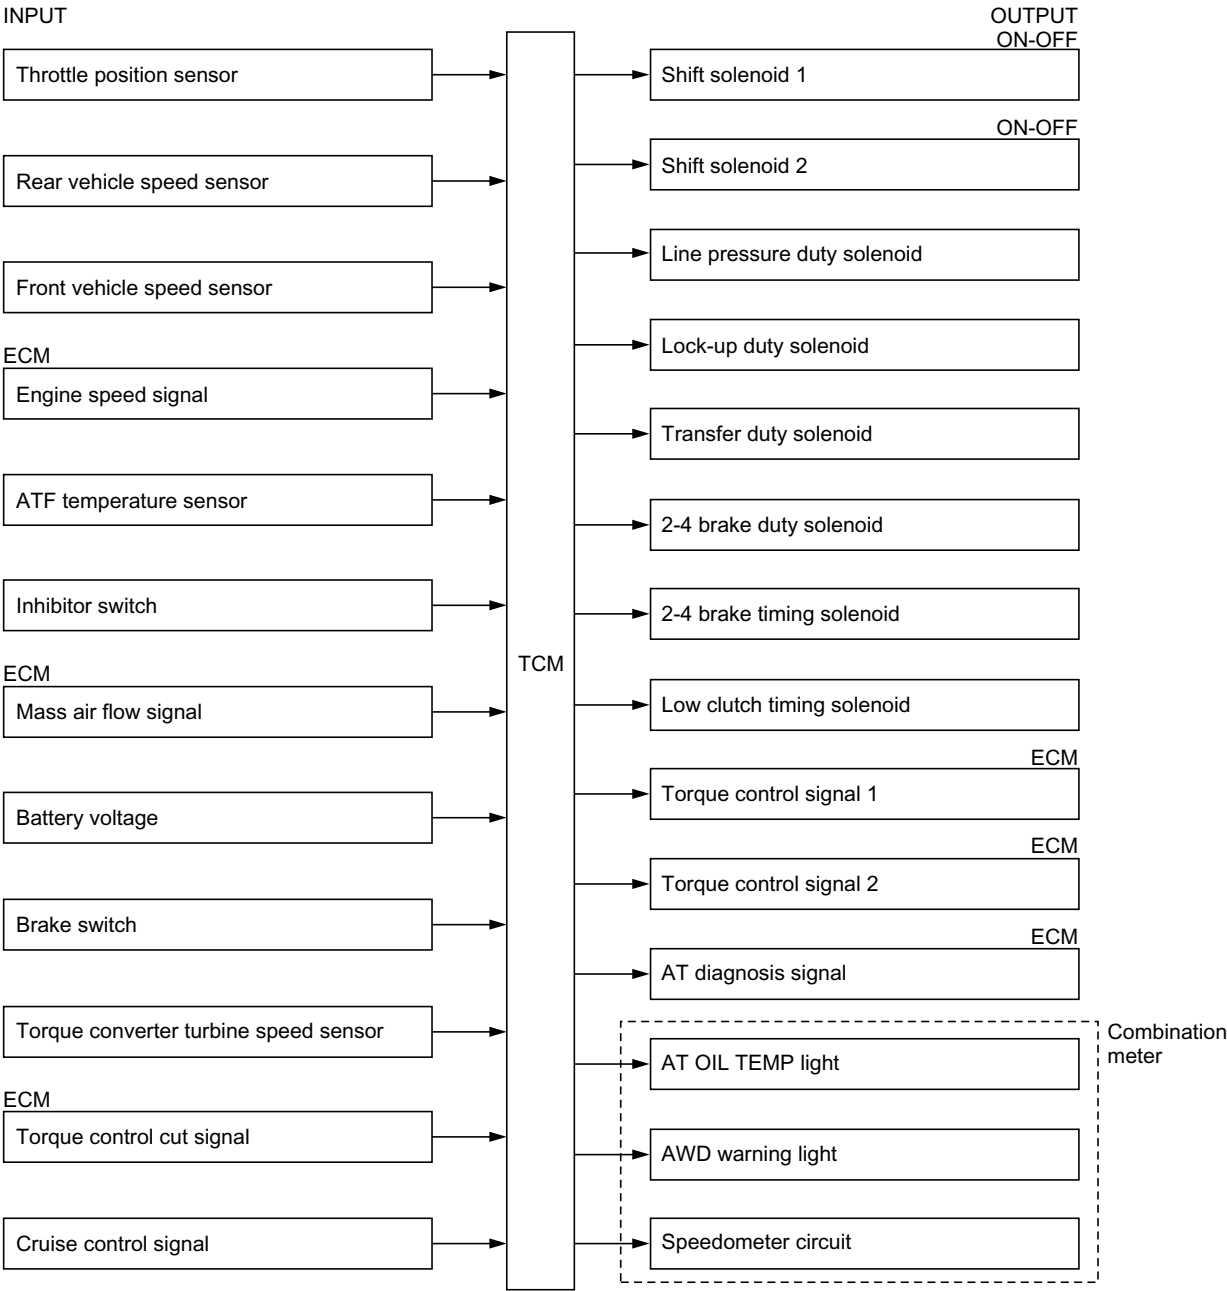 INPUT
Throttle position sensor
Rear vehicle speed sensor
Front vehicle speed sensor
ECM
Engine speed signal
ATF temperature sensor
Inhibitor switch
ECM
Mass air flow signal
Battery voltage
Brake switch
Torque converter turbine speed sensor
ECM
Torque control cut signal
Cruise control signal
TCM
OUTPUT
ON-OFF
Shift solenoid 1
ON-OFF
Shift solenoid 2
Line pressure duty solenoid
Lock-up duty solenoid
Transfer duty solenoid
2-4 brake duty solenoid
2-4 brake timing solenoid
Low clutch timing solenoid
ECM
Torque control signal 1
ECM
Torque control signal 2
ECM
AT diagnosis signal
Combination
meter
AT OIL TEMP light
AWD warning light
Speedometer circuit